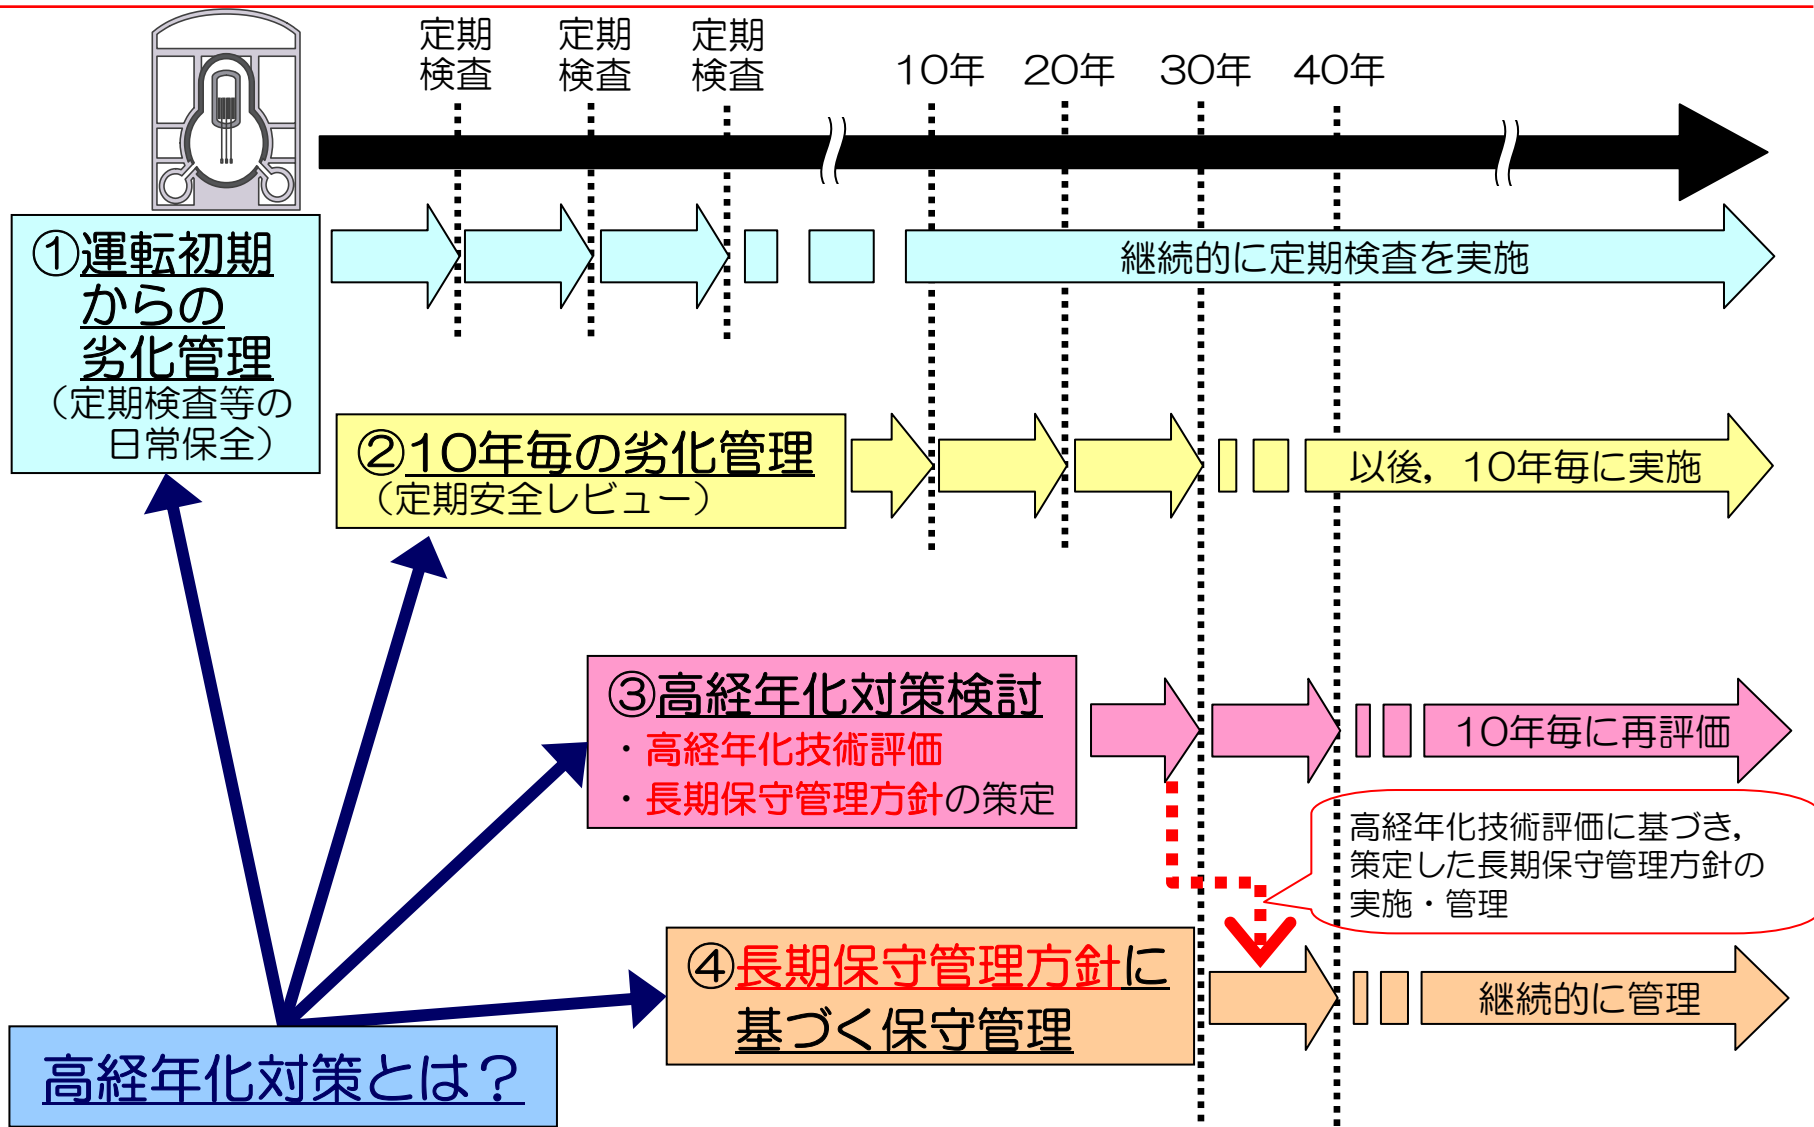 定期
検査
定期
検査
定期
検査
10年
20年
30年
40年
①運転初期
からの
劣化管理
（定期検査等の
日常保全）
継続的に定期検査を実施
②10年毎の劣化管理
（定期安全レビュー）
以後，10年毎に実施
③高経年化対策検討
・高経年化技術評価
・長期保守管理方針の策定
10年毎に再評価
高経年化技術評価に基づき，
策定した長期保守管理方針の
実施・管理
④長期保守管理方針に
基づく保守管理
継続的に管理
高経年化対策とは？